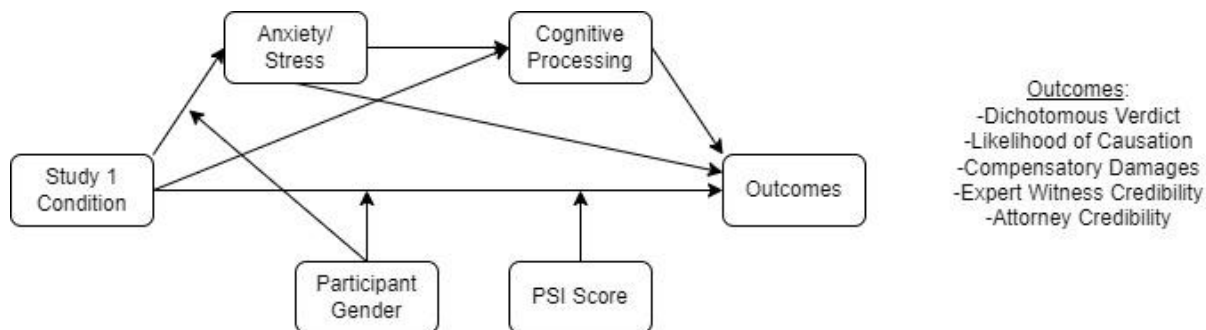 Anxiety/
Stress
Cognitive
Processing
Study 1
Condition
Outcomes
Participant
Gender
PSI Score
Outcomes:
-Dichotomous Verdict
-Likelihood of Causation
-Compensatory Damages
-Expert Witness Credibility
-Attorney Credibility